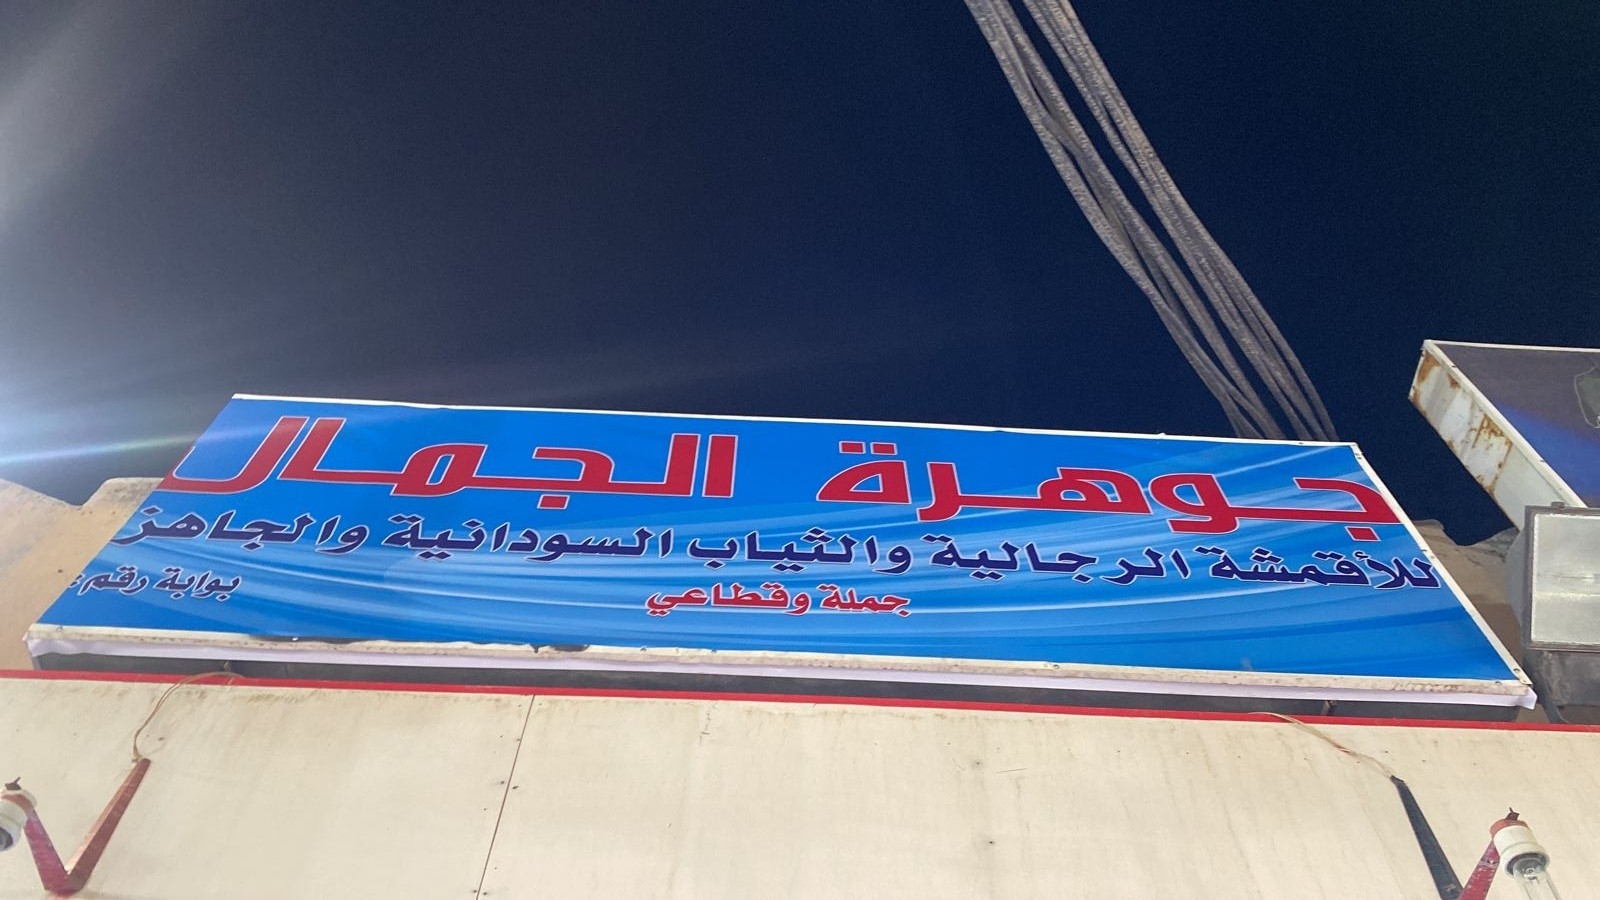 جوهرة الجمال
للأقمشة الرجالية والثياب السودانية والجاهز
جملة وقطاعي
بوابة رقم: